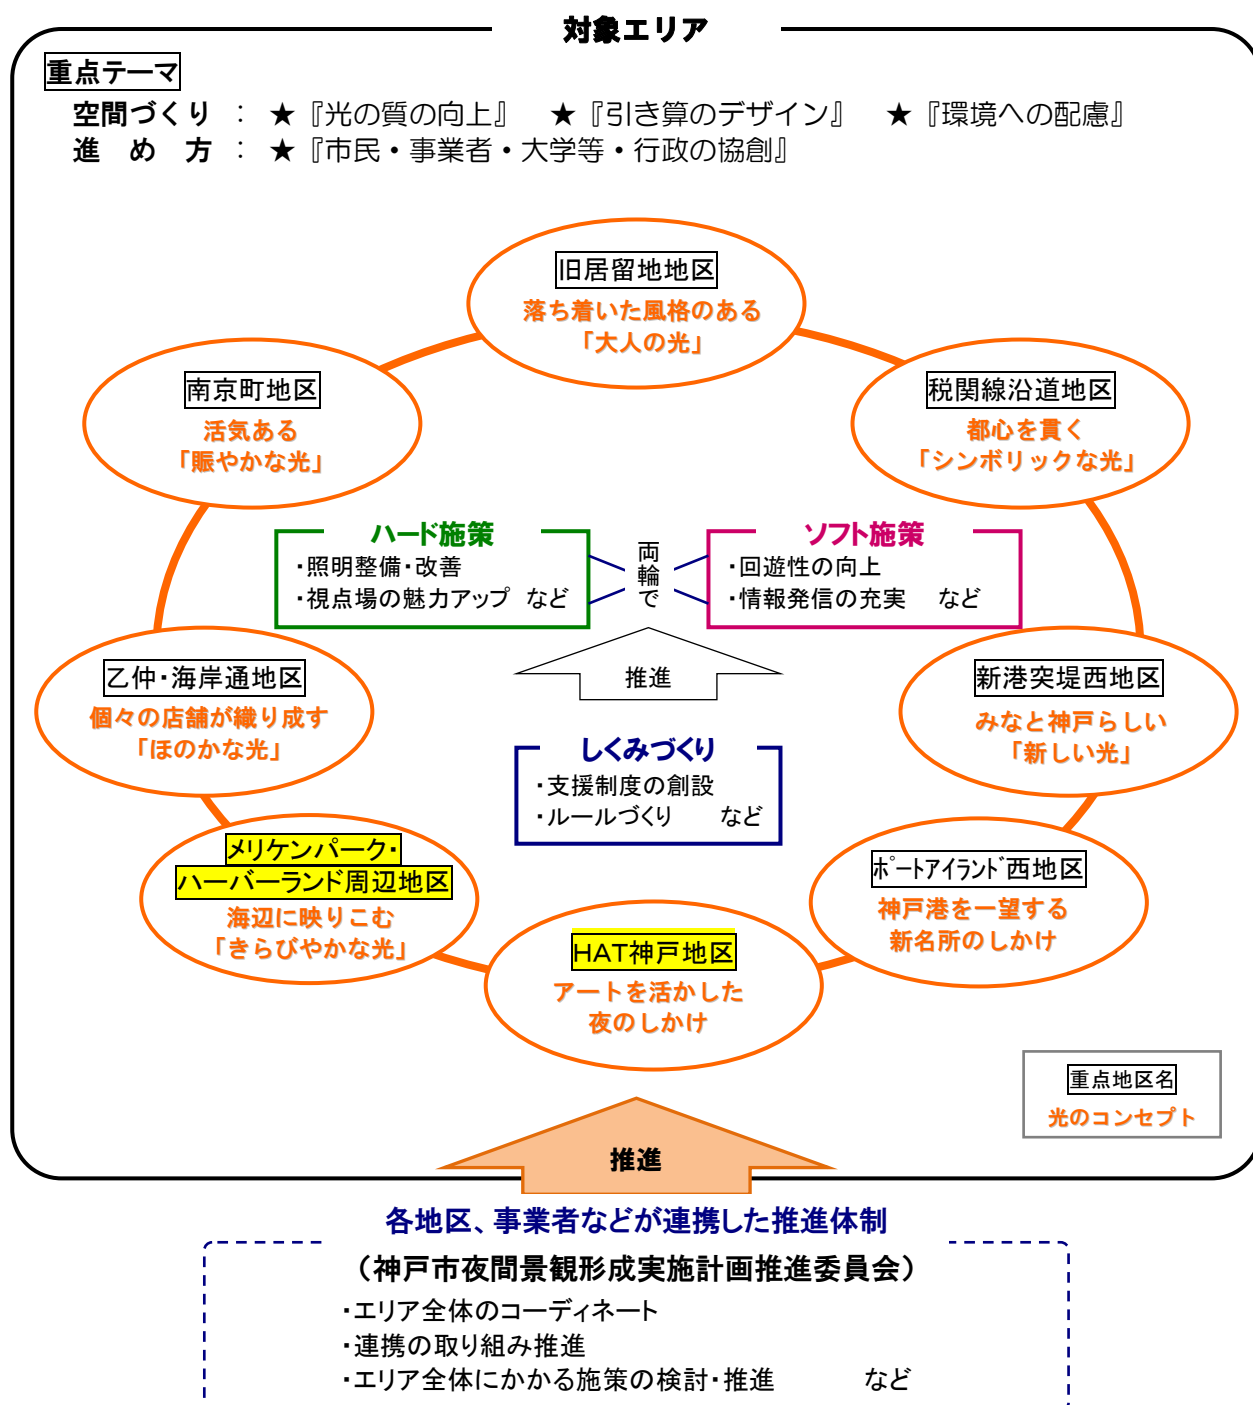 対象エリア
重点テーマ
空間づくり ： ★『光の質の向上』 ★『引き算のデザイン』 ★『環境への配慮』
進め方 ： ★『市民・事業者・大学等・行政の協創』
旧居留地地区
落ち着いた風格のある
「大人の光」
南京町地区
活気ある
「賑やかな光」
税関線沿道地区
都心を貫く
「シンボリックな光」
ハード施策
・照明整備・改善
・視点場の魅力アップ など
両輪で
ソフト施策
・回遊性の向上
・情報発信の充実 など
推進
乙仲・海岸通地区
個々の店舗が織り成す
「ほのかな光」
新港突堤西地区
みなと神戸らしい
「新しい光」
しくみづくり
・支援制度の創設
・ルールづくり など
メリケンパーク・
ハーバーランド周辺地区
海辺に映りこむ
「きらびやかな光」
ポートアイランド西地区
神戸港を一望する
新名所のしかけ
HAT神戸地区
アートを活かした
夜のしかけ
重点地区名
光のコンセプト
推進
各地区、事業者などが連携した推進体制
（神戸市夜間景観形成実施計画推進委員会）
・エリア全体のコーディネート
・連携の取り組み推進
・エリア全体にかかる施策の検討・推進 など